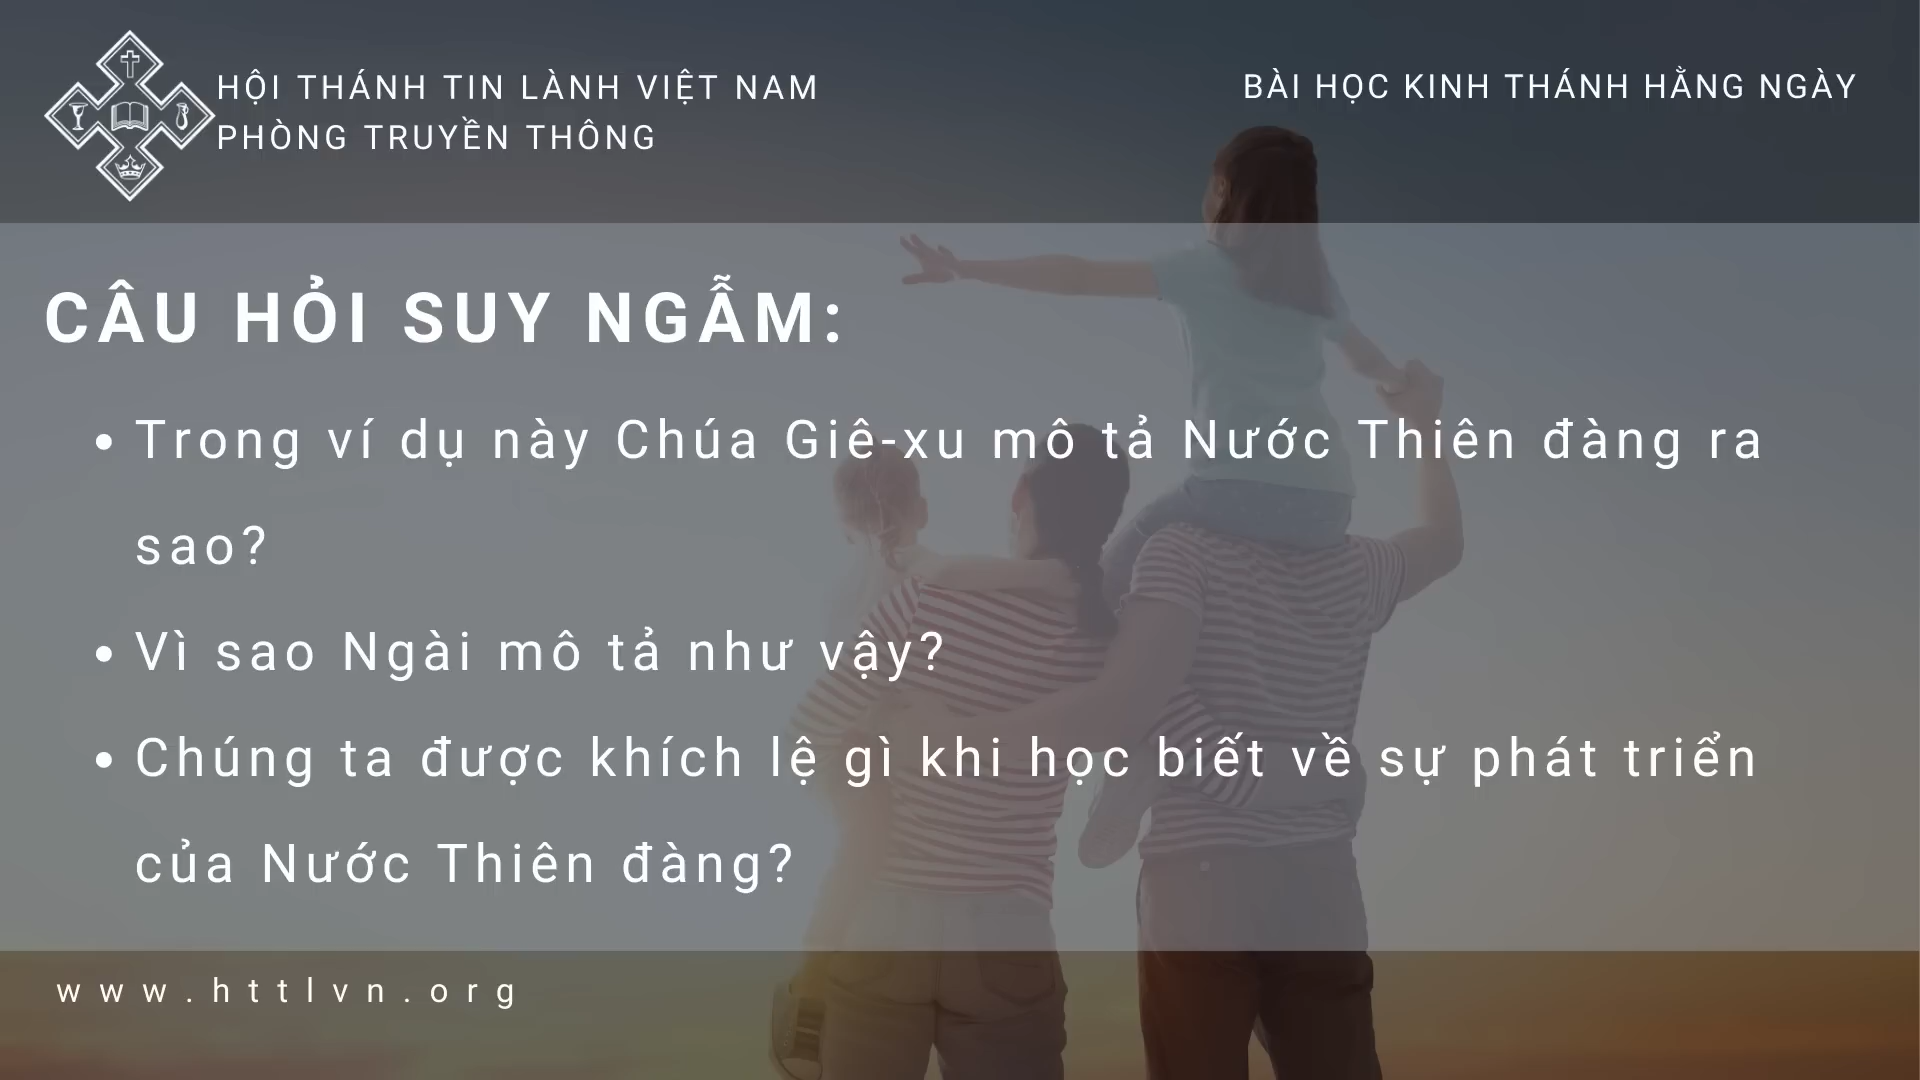 HỘI THÁNH TIN LÀNH VIỆT NAM
PHÒNG TRUYỀN THÔNG
BÀI HỌC KINH THÁNH HẰNG NGÀY
CÂU HỎI SUY NGẪM:
• Trong ví dụ này Chúa Giê-xu mô tả Nước Thiên đàng ra
sao?
• Vì sao Ngài mô tả như vậy?
• Chúng ta được khích lệ gì khi học biết về sự phát triển
của Nước Thiên đàng?
www.httlvn.org